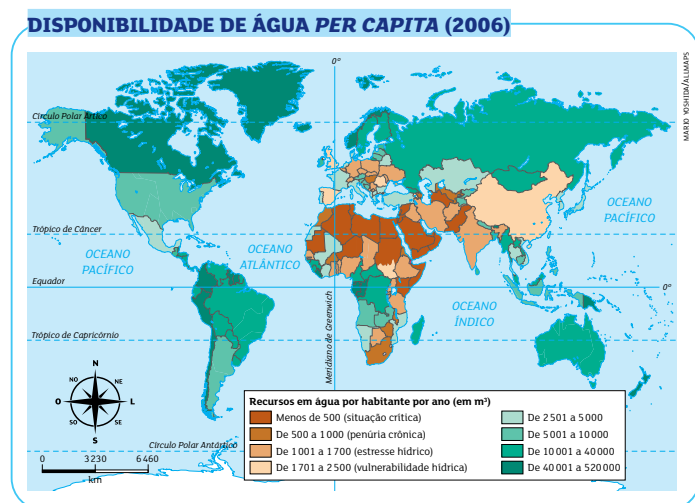 DISPONIBILIDADE DE ÁGUA PER CAPITA (2006)
MARIO YOSHIDA/ALLMAPS
0°
Círculo Polar Ártico
OCEANO
PACÍFICO
Trópico de Câncer
OCEANO
PACÍFICO
OCEANO
ATLÂNTICO
Equador
0°
OCEANO
ÍNDICO
Trópico de Capricórnio
Meridiano de Greenwich
N
NO
NE
O
L
SO
SE
S
Círculo Polar Antártico
0 3 230 6 460
km
Recursos em água por habitante por ano (em m³)
Menos de 500 (situação crítica)
De 500 a 1 000 (penúria crônica)
De 1 001 a 1 700 (estresse hídrico)
De 1 701 a 2 500 (vulnerabilidade hídrica)
De 2 501 a 5 000
De 5 001 a 10 000
De 10 001 a 40 000
De 40 001 a 520 000